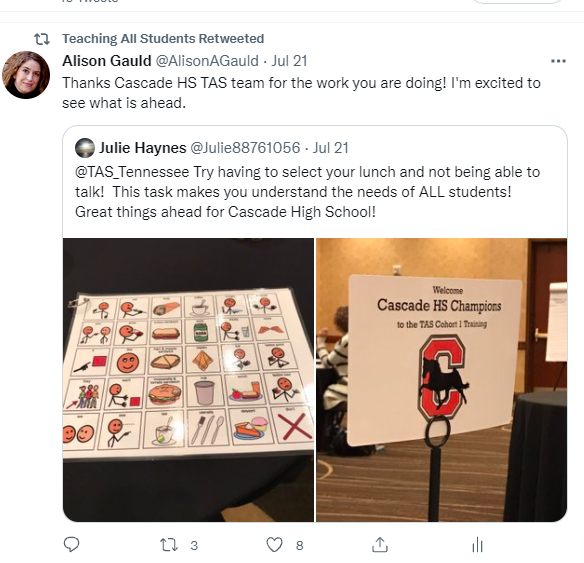 Teaching All Students Retweeted
Alison Gauld @AlisonAGauld · Jul 21
Thanks Cascade HS TAS team for the work you are doing! I'm excited to
see what is ahead.
Julie Haynes @Julie88761056 · Jul 21
@TAS_Tennessee Try having to select your lunch and not being able to
talk!  This task makes you understand the needs of ALL students!
Great things ahead for Cascade High School!
Welcome
Cascade HS Champions
to the TAS Cohort 1 Training
C
3
8